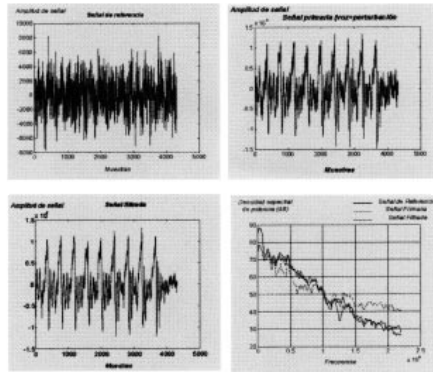 Amplitud de señal
Señal de referencia
10000
8000
6000
4000
2000
0
-2000
-4000
-6000
-8000
0 1000 2000 3000 4000 5000
Muestras
Amplitud de señal
Señal primaria (voz+perturbación
1.5
1
0.5
0
-0.5
-1
-1.5
0 1000 2000 3000 4000 5000
Muestras
Amplitud de señal
Señal filtrada
1.5
1
0.5
0
-0.5
-1
-1.5
0 1000 2000 3000 4000 5000
Muestras
Densidad espectral
de potencia (dB)
Señal de Referencia
Señal Primaria
Señal Filtrada
90
80
70
60
50
40
30
20
0 0.5 1 1.5 2
Frecuencia